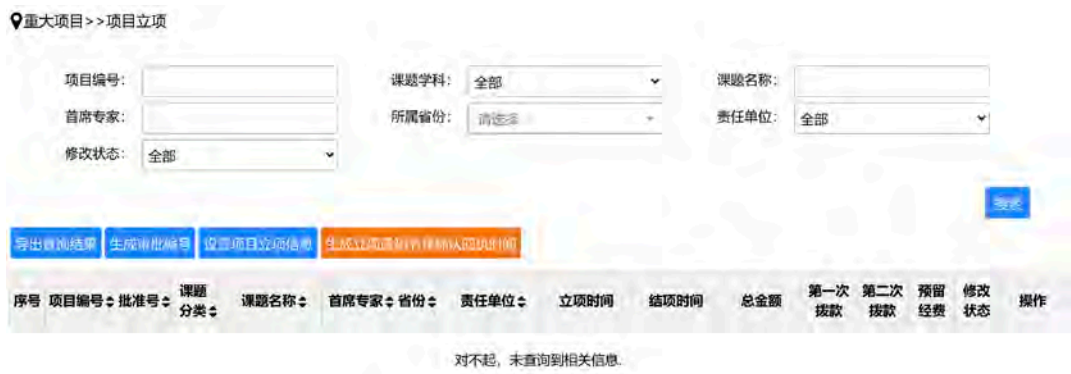 重大项目>>项目立项
项目编号: 课题学科: 全部 课题名称:
首席专家: 所属省份: 请选择 责任单位: 全部
修改状态: 全部
搜索
导出查询结果 生成审批编号 设置项目立项信息
序号 项目编号 批准号 课题分类 课题名称 首席专家 省份 责任单位 立项时间 结项时间 总金额 第一次拨款 第二次拨款 预留经费 修改状态 操作
对不起，未查询到相关信息.